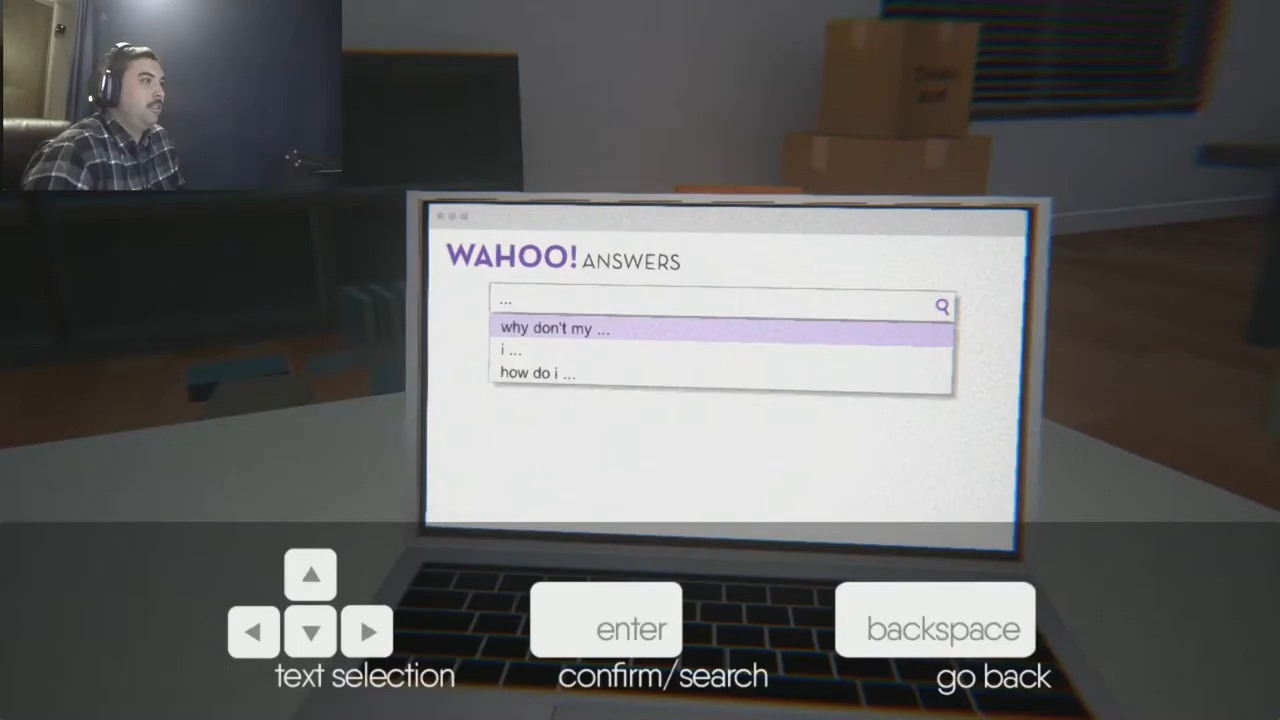 WAHOO! ANSWERS
...
why don't my ...
i ...
how do i ...
enter
backspace
text selection
confirm/search
go back